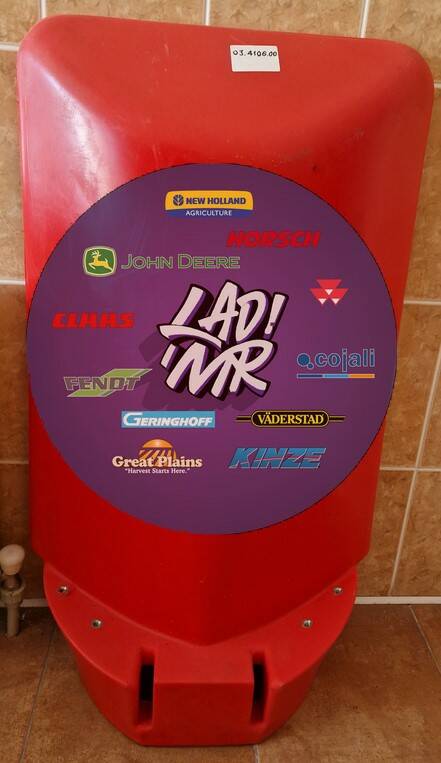 03.4106.00
NEW HOLLAND
AGRICULTURE
HORSCH
JOHN DEERE
CLAAS
LAD!
'MR
cojali
FENDT
GERINGHOFF
VÄDERSTAD
Great Plains
"Harvest Starts Here."
KINZE